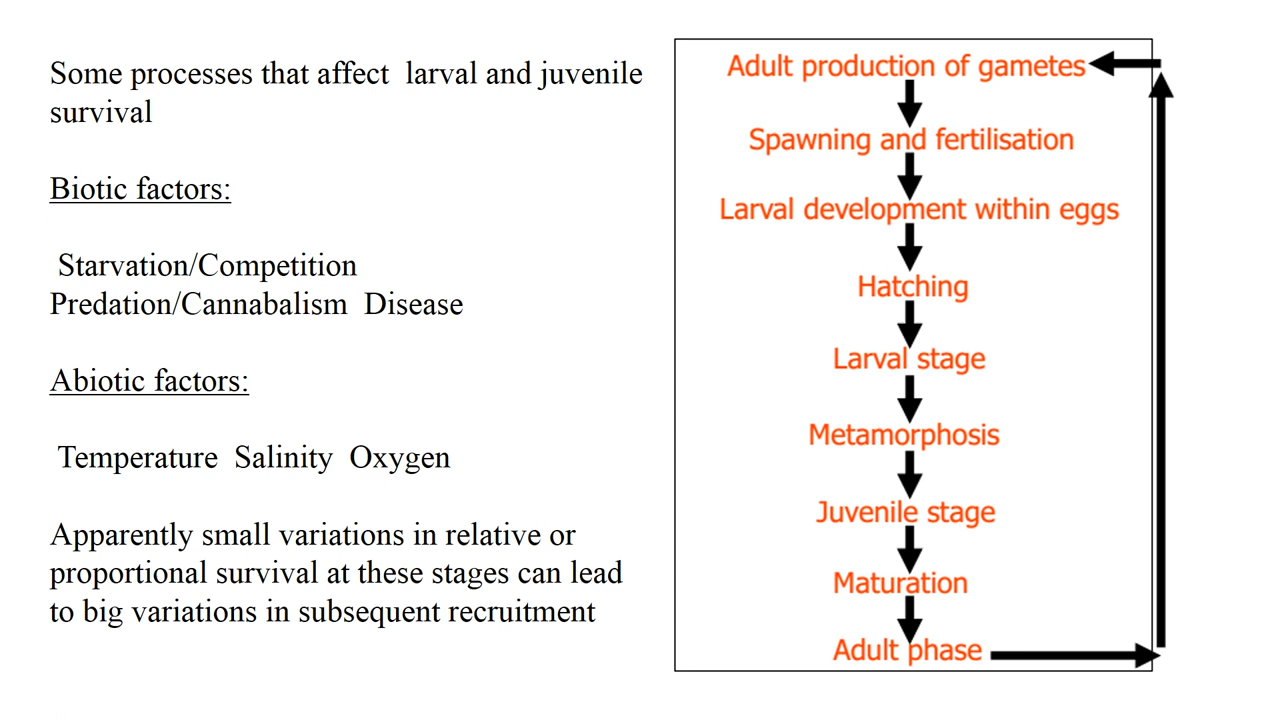 Some processes that affect larval and juvenile
survival
Biotic factors:
Starvation/Competition
Predation/Cannabalism Disease
Abiotic factors:
Temperature Salinity Oxygen
Apparently small variations in relative or
proportional survival at these stages can lead
to big variations in subsequent recruitment
Adult production of gametes
Spawning and fertilisation
Larval development within eggs
Hatching
Larval stage
Metamorphosis
Juvenile stage
Maturation
Adult phase